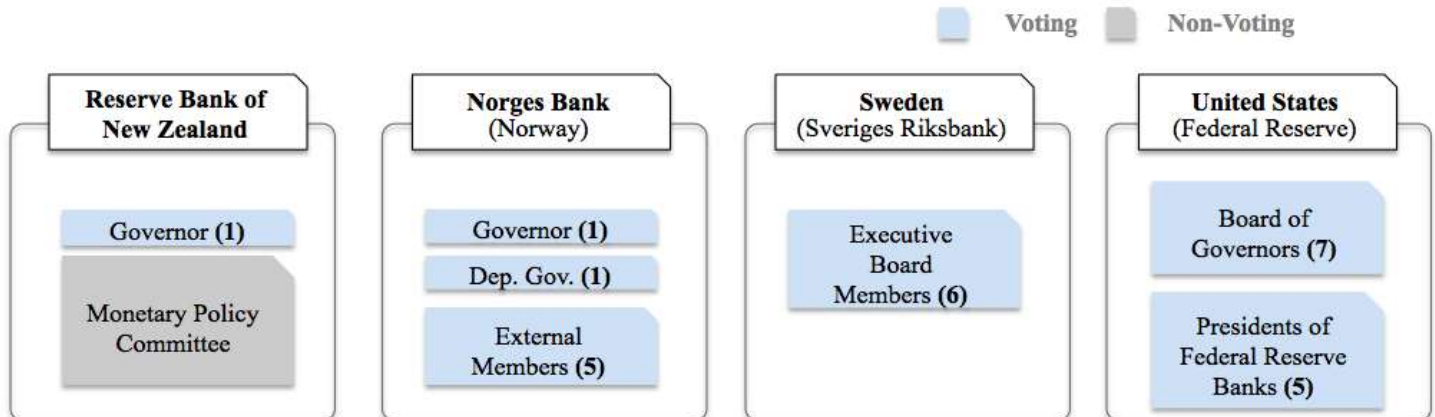 Voting Non-Voting
Reserve Bank of
New Zealand
Governor (1)
Monetary Policy
Committee
Norges Bank
(Norway)
Governor (1)
Dep. Gov. (1)
External
Members (5)
Sweden
(Sveriges Riksbank)
Executive
Board
Members (6)
United States
(Federal Reserve)
Board of
Governors (7)
Presidents of
Federal Reserve
Banks (5)